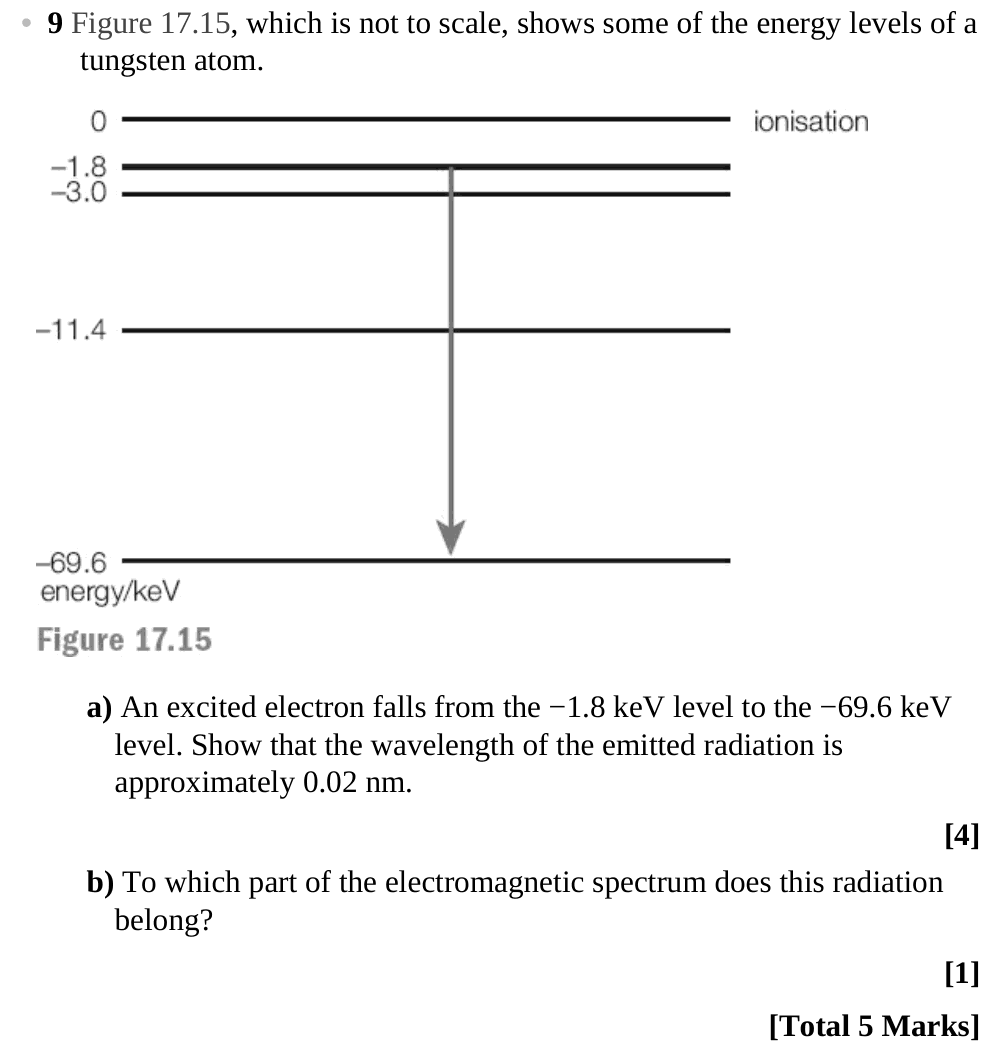 • 9 Figure 17.15, which is not to scale, shows some of the energy levels of a
tungsten atom.
0
ionisation
−1.8
−3.0
−11.4
−69.6
energy/keV
Figure 17.15
a) An excited electron falls from the −1.8 keV level to the −69.6 keV
level. Show that the wavelength of the emitted radiation is
approximately 0.02 nm.
[4]
b) To which part of the electromagnetic spectrum does this radiation
belong?
[1]
[Total 5 Marks]